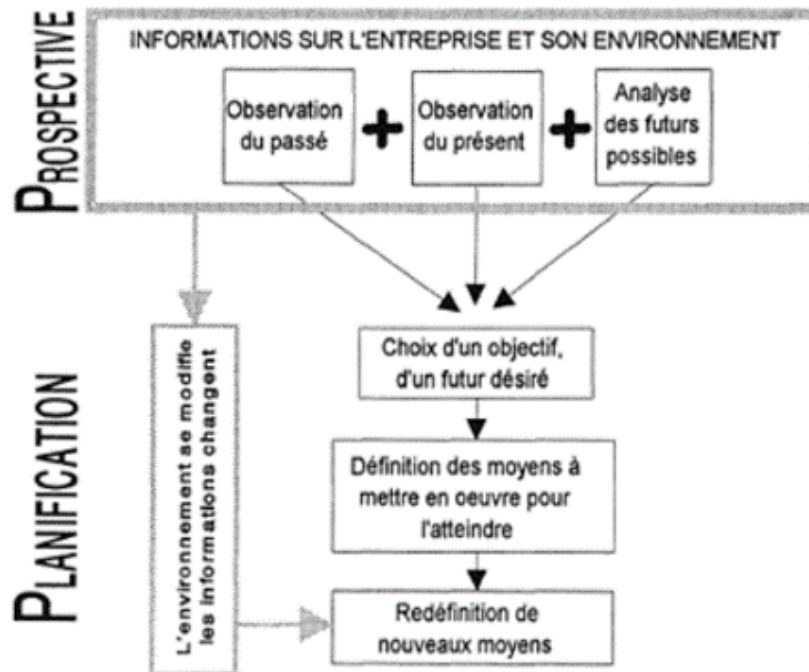 PROSPECTIVE
INFORMATIONS SUR L'ENTREPRISE ET SON ENVIRONNEMENT
Observation
du passé
+
Observation
du présent
+
Analyse
des futurs
possibles
PLANIFICATION
L'environnement se modifie
les informations changent
Choix d'un objectif,
d'un futur désiré
Définition des moyens à
mettre en oeuvre pour
l'atteindre
Redéfinition de
nouveaux moyens